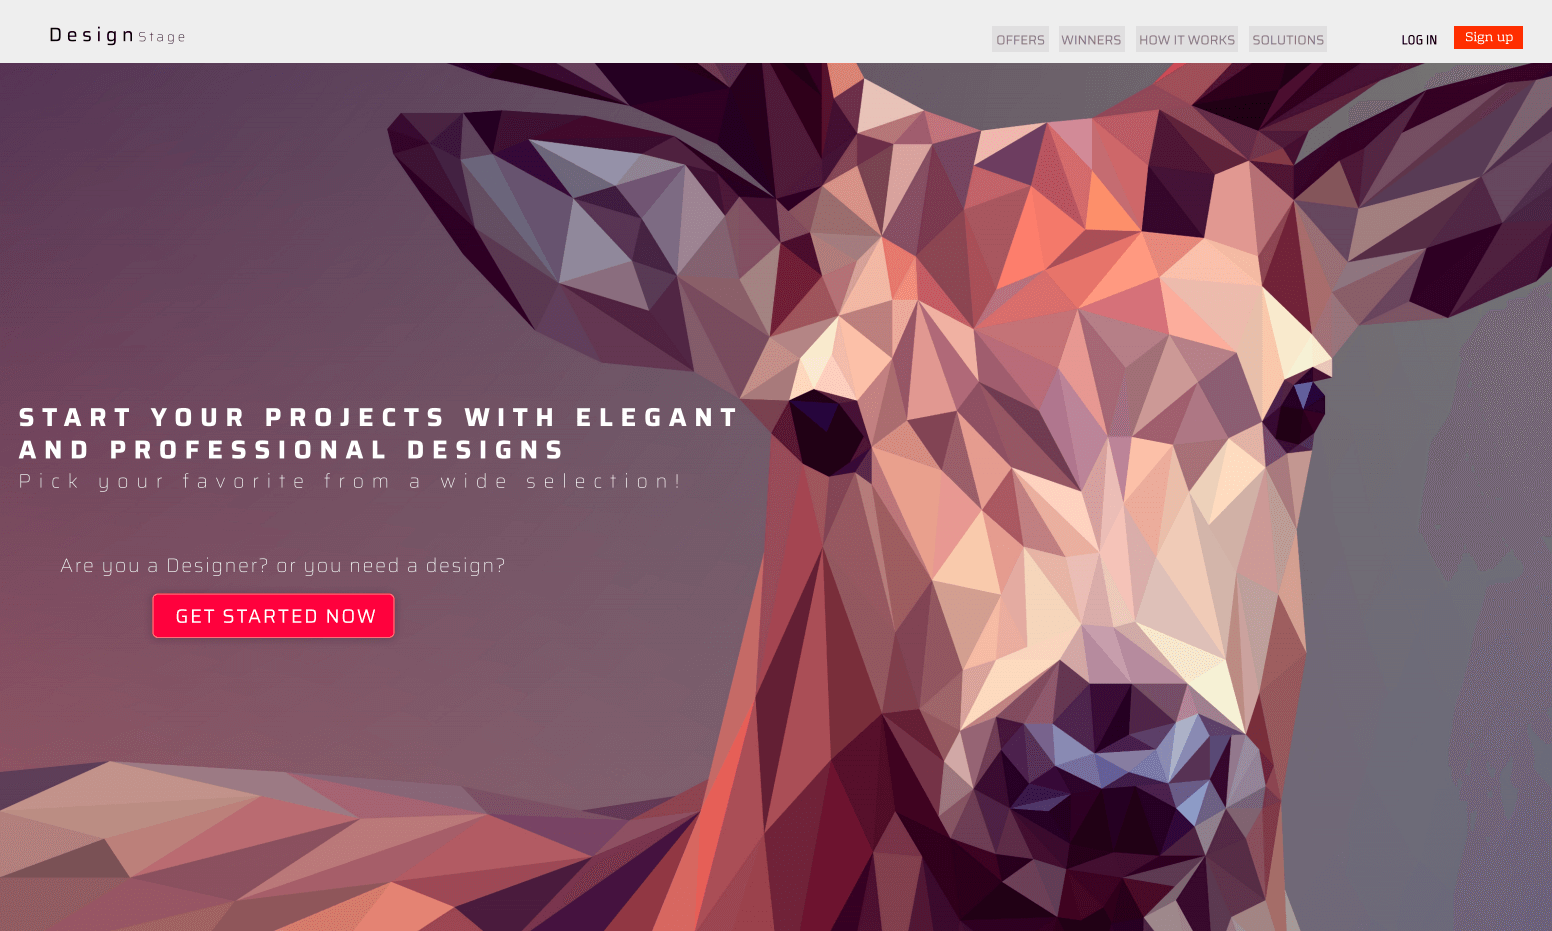 Design Stage
OFFERS WINNERS HOW IT WORKS SOLUTIONS LOG IN Sign up
START YOUR PROJECTS WITH ELEGANT
AND PROFESSIONAL DESIGNS
Pick your favorite from a wide selection!
Are you a Designer? or you need a design?
GET STARTED NOW